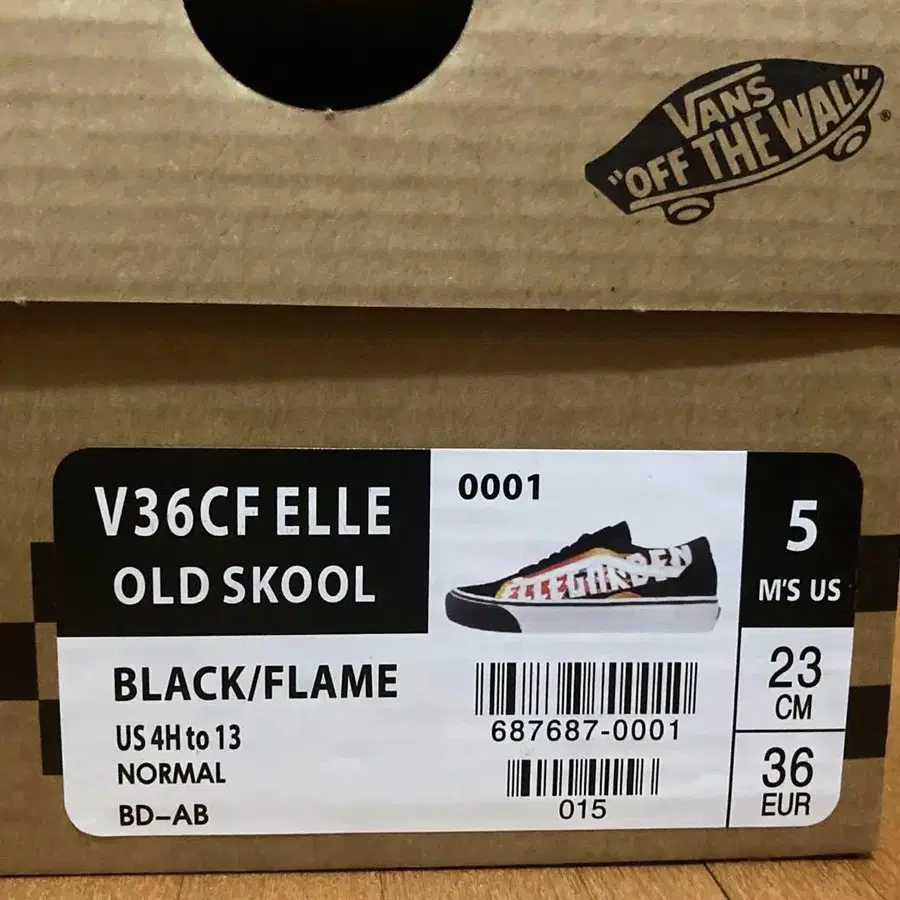 VANS
"OFF THE WALL"
®
V36CF ELLE
OLD SKOOL
0001
ELLEGARDEN
5
M'S US
BLACK/FLAME
US 4H to 13
NORMAL
BD-AB
687687-0001
015
23
CM
36
EUR